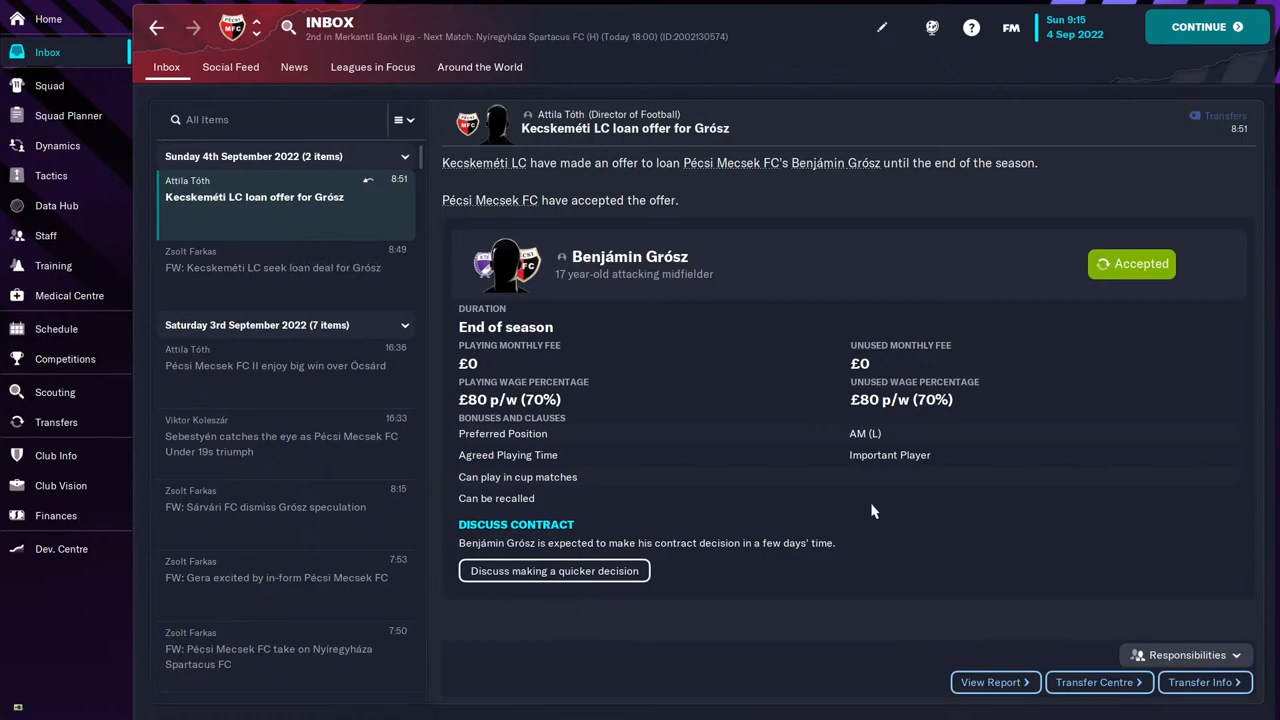 Home
Inbox
Squad
Squad Planner
Dynamics
Tactics
Data Hub
Staff
Training
Medical Centre
Schedule
Competitions
Scouting
Transfers
Club Info
Club Vision
Finances
Dev. Centre
INBOX
2nd in Merkantil Bank liga - Next Match: Nyíregyháza Spartacus FC (H) (Today 18:00) (ID:2002130574)
FM
Sun 9:15
4 Sep 2022
CONTINUE
Inbox
Social Feed
News
Leagues in Focus
Around the World
All Items
Sunday 4th September 2022 (2 items)
Attila Tóth
8:51
Kecskeméti LC loan offer for Grósz
Zsolt Farkas
8:49
FW: Kecskeméti LC seek loan deal for Grósz
Saturday 3rd September 2022 (7 items)
Attila Tóth
16:36
Pécsi Mecsek FC II enjoy big win over Ócsárd
Viktor Koleszár
16:33
Sebestyén catches the eye as Pécsi Mecsek FC
Under 19s triumph
Zsolt Farkas
8:15
FW: Sárvári FC dismiss Grósz speculation
Zsolt Farkas
7:53
FW: Gera excited by in-form Pécsi Mecsek FC
Zsolt Farkas
7:50
FW: Pécsi Mecsek FC take on Nyíregyháza
Spartacus FC
Attila Tóth (Director of Football)
Kecskeméti LC loan offer for Grósz
Transfers
8:51
Kecskeméti LC have made an offer to loan Pécsi Mecsek FC's Benjámin Grósz until the end of the season.
Pécsi Mecsek FC have accepted the offer.
Benjámin Grósz
17 year-old attacking midfielder
Accepted
DURATION
End of season
PLAYING MONTHLY FEE
UNUSED MONTHLY FEE
£0
£0
PLAYING WAGE PERCENTAGE
UNUSED WAGE PERCENTAGE
£80 p/w (70%)
£80 p/w (70%)
BONUSES AND CLAUSES
Preferred Position
AM (L)
Agreed Playing Time
Important Player
Can play in cup matches
Can be recalled
DISCUSS CONTRACT
Benjámin Grósz is expected to make his contract decision in a few days' time.
Discuss making a quicker decision
Responsibilities
View Report
Transfer Centre
Transfer Info